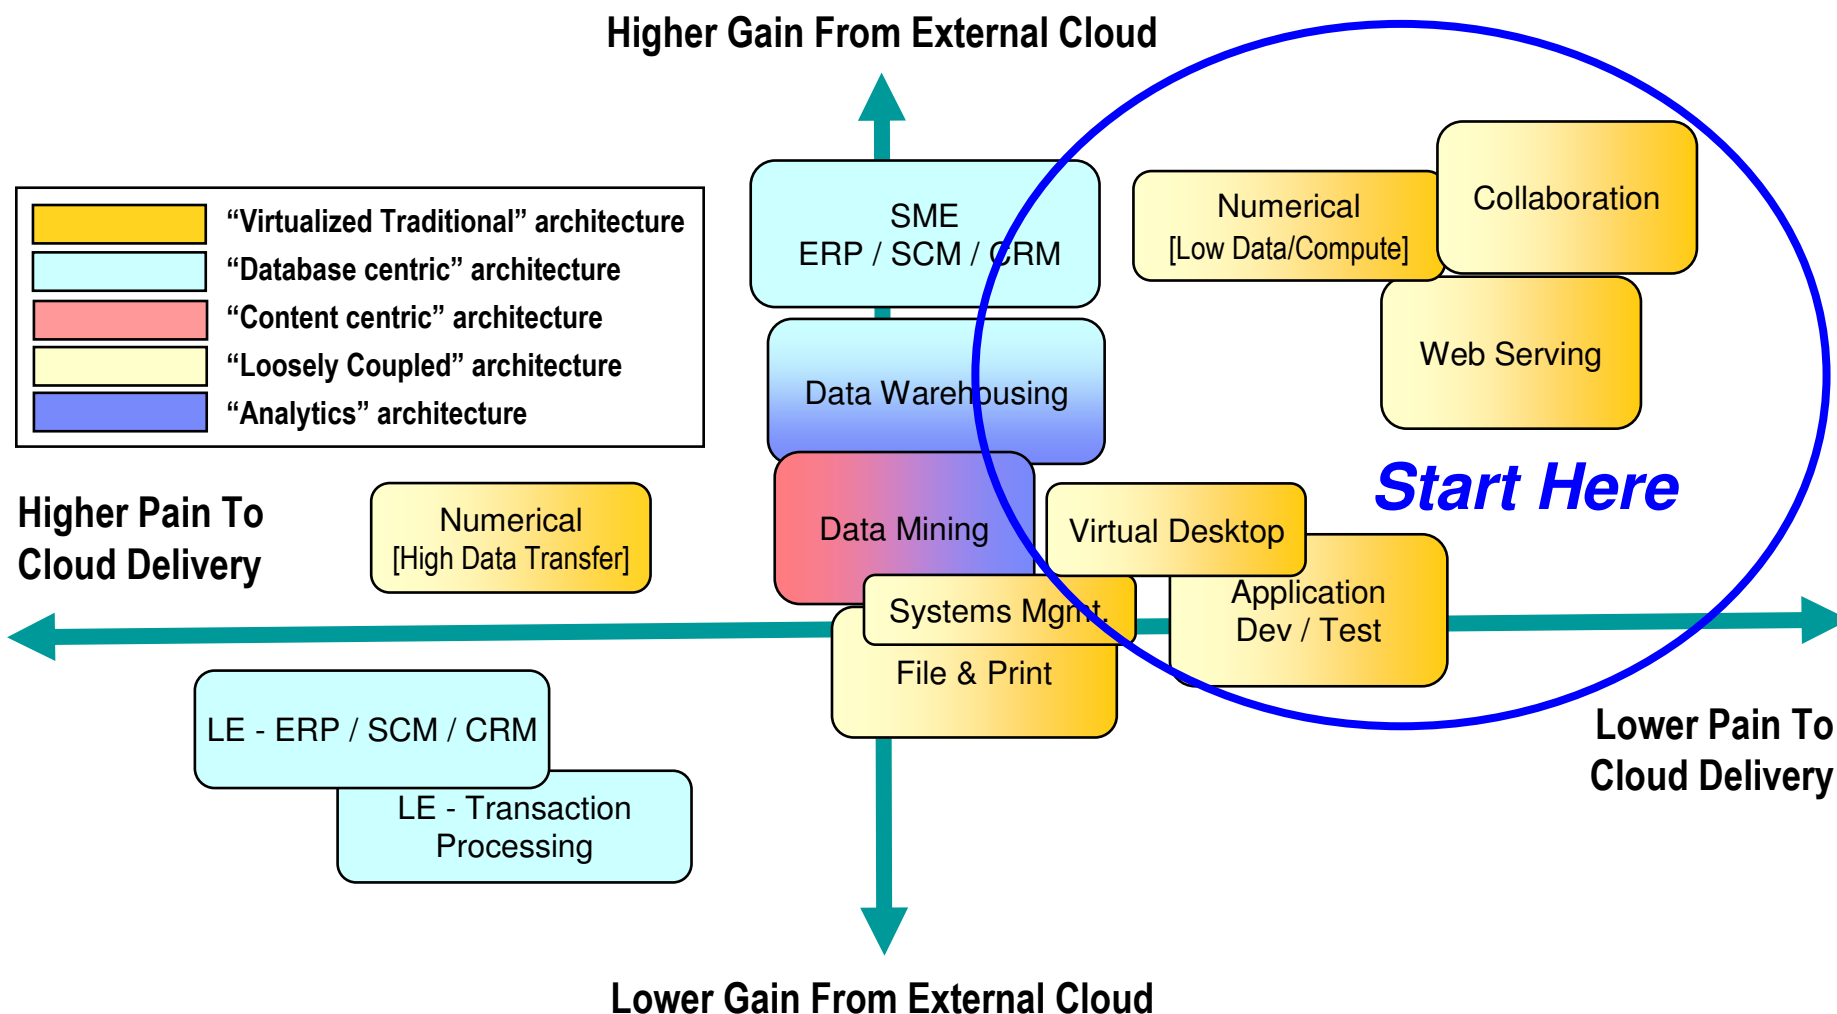 Higher Gain From External Cloud
“Virtualized Traditional” architecture
“Database centric” architecture
“Content centric” architecture
“Loosely Coupled” architecture
“Analytics” architecture
SME
ERP / SCM / CRM
Numerical
[Low Data/Compute]
Collaboration
Web Serving
Data Warehousing
Start Here
Higher Pain To
Cloud Delivery
Numerical
[High Data Transfer]
Data Mining
Virtual Desktop
Application
Dev / Test
Systems Mgmt.
File & Print
LE - ERP / SCM / CRM
LE - Transaction
Processing
Lower Pain To
Cloud Delivery
Lower Gain From External Cloud